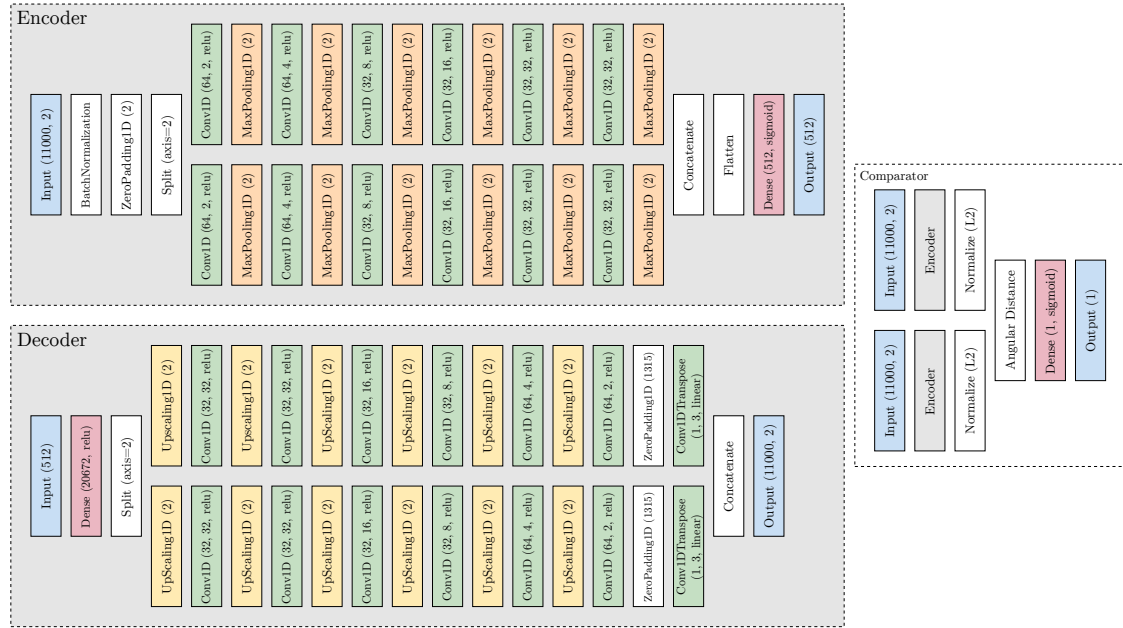 Encoder
Input (11000, 2)
BatchNormalization
ZeroPadding1D (2)
Split (axis=2)
Conv1D (64, 2, relu)
MaxPooling1D (2)
Conv1D (64, 4, relu)
MaxPooling1D (2)
Conv1D (32, 8, relu)
MaxPooling1D (2)
Conv1D (32, 16, relu)
MaxPooling1D (2)
Conv1D (32, 32, relu)
MaxPooling1D (2)
Conv1D (32, 32, relu)
MaxPooling1D (2)
Conv1D (64, 2, relu)
MaxPooling1D (2)
Conv1D (64, 4, relu)
MaxPooling1D (2)
Conv1D (32, 8, relu)
MaxPooling1D (2)
Conv1D (32, 16, relu)
MaxPooling1D (2)
Conv1D (32, 32, relu)
MaxPooling1D (2)
Conv1D (32, 32, relu)
MaxPooling1D (2)
Concatenate
Flatten
Dense (512, sigmoid)
Output (512)
Decoder
Input (512)
Dense (20672, relu)
Split (axis=2)
Upscaling1D (2)
Conv1D (32, 32, relu)
Upscaling1D (2)
Conv1D (32, 32, relu)
UpScaling1D (2)
Conv1D (32, 16, relu)
UpScaling1D (2)
Conv1D (32, 8, relu)
UpScaling1D (2)
Conv1D (64, 4, relu)
UpScaling1D (2)
Conv1D (64, 2, relu)
ZeroPadding1D (1315)
Conv1DTranspose
(1, 3, linear)
UpScaling1D (2)
Conv1D (32, 32, relu)
UpScaling1D (2)
Conv1D (32, 32, relu)
UpScaling1D (2)
Conv1D (32, 16, relu)
UpScaling1D (2)
Conv1D (32, 8, relu)
UpScaling1D (2)
Conv1D (64, 4, relu)
UpScaling1D (2)
Conv1D (64, 2, relu)
ZeroPadding1D (1315)
Conv1DTranspose
(1, 3, linear)
Concatenate
Output (11000, 2)
Comparator
Input (11000, 2)
Encoder
Normalize (L2)
Input (11000, 2)
Encoder
Normalize (L2)
Angular Distance
Dense (1, sigmoid)
Output (1)